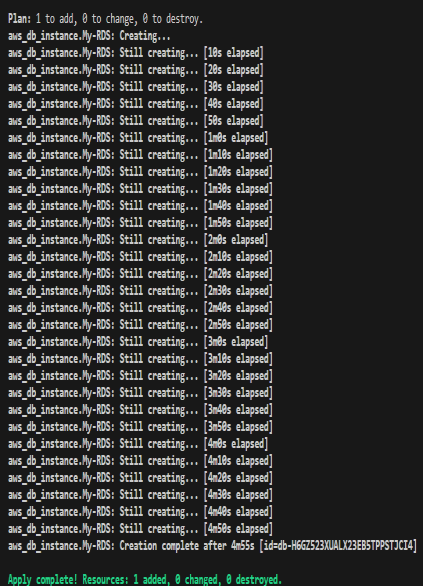 Plan: 1 to add, 0 to change, 0 to destroy.
aws_db_instance.My-RDS: Creating...
aws_db_instance.My-RDS: Still creating... [10s elapsed]
aws_db_instance.My-RDS: Still creating... [20s elapsed]
aws_db_instance.My-RDS: Still creating... [30s elapsed]
aws_db_instance.My-RDS: Still creating... [40s elapsed]
aws_db_instance.My-RDS: Still creating... [50s elapsed]
aws_db_instance.My-RDS: Still creating... [1m0s elapsed]
aws_db_instance.My-RDS: Still creating... [1m10s elapsed]
aws_db_instance.My-RDS: Still creating... [1m20s elapsed]
aws_db_instance.My-RDS: Still creating... [1m30s elapsed]
aws_db_instance.My-RDS: Still creating... [1m40s elapsed]
aws_db_instance.My-RDS: Still creating... [1m50s elapsed]
aws_db_instance.My-RDS: Still creating... [2m0s elapsed]
aws_db_instance.My-RDS: Still creating... [2m10s elapsed]
aws_db_instance.My-RDS: Still creating... [2m20s elapsed]
aws_db_instance.My-RDS: Still creating... [2m30s elapsed]
aws_db_instance.My-RDS: Still creating... [2m40s elapsed]
aws_db_instance.My-RDS: Still creating... [2m50s elapsed]
aws_db_instance.My-RDS: Still creating... [3m0s elapsed]
aws_db_instance.My-RDS: Still creating... [3m10s elapsed]
aws_db_instance.My-RDS: Still creating... [3m20s elapsed]
aws_db_instance.My-RDS: Still creating... [3m30s elapsed]
aws_db_instance.My-RDS: Still creating... [3m40s elapsed]
aws_db_instance.My-RDS: Still creating... [3m50s elapsed]
aws_db_instance.My-RDS: Still creating... [4m0s elapsed]
aws_db_instance.My-RDS: Still creating... [4m10s elapsed]
aws_db_instance.My-RDS: Still creating... [4m20s elapsed]
aws_db_instance.My-RDS: Still creating... [4m30s elapsed]
aws_db_instance.My-RDS: Still creating... [4m40s elapsed]
aws_db_instance.My-RDS: Still creating... [4m50s elapsed]
aws_db_instance.My-RDS: Creation complete after 4m55s [id=db-H6GZ523XUALX23EB5TPPSTJCI4]
Apply complete! Resources: 1 added, 0 changed, 0 destroyed.